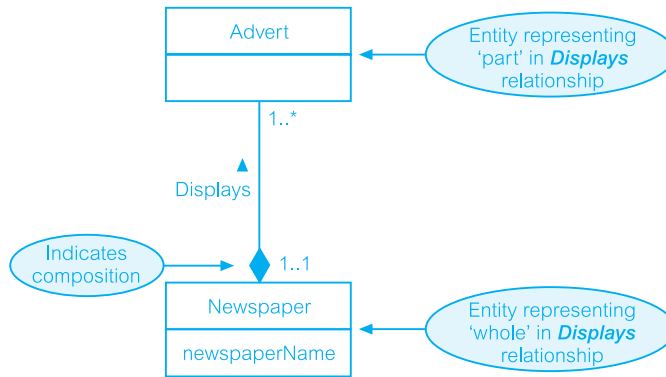 Advert
Entity representing
‘part’ in Displays
relationship
1..*
Displays
Indicates
composition
1..1
Newspaper
newspaperName
Entity representing
‘whole’ in Displays
relationship